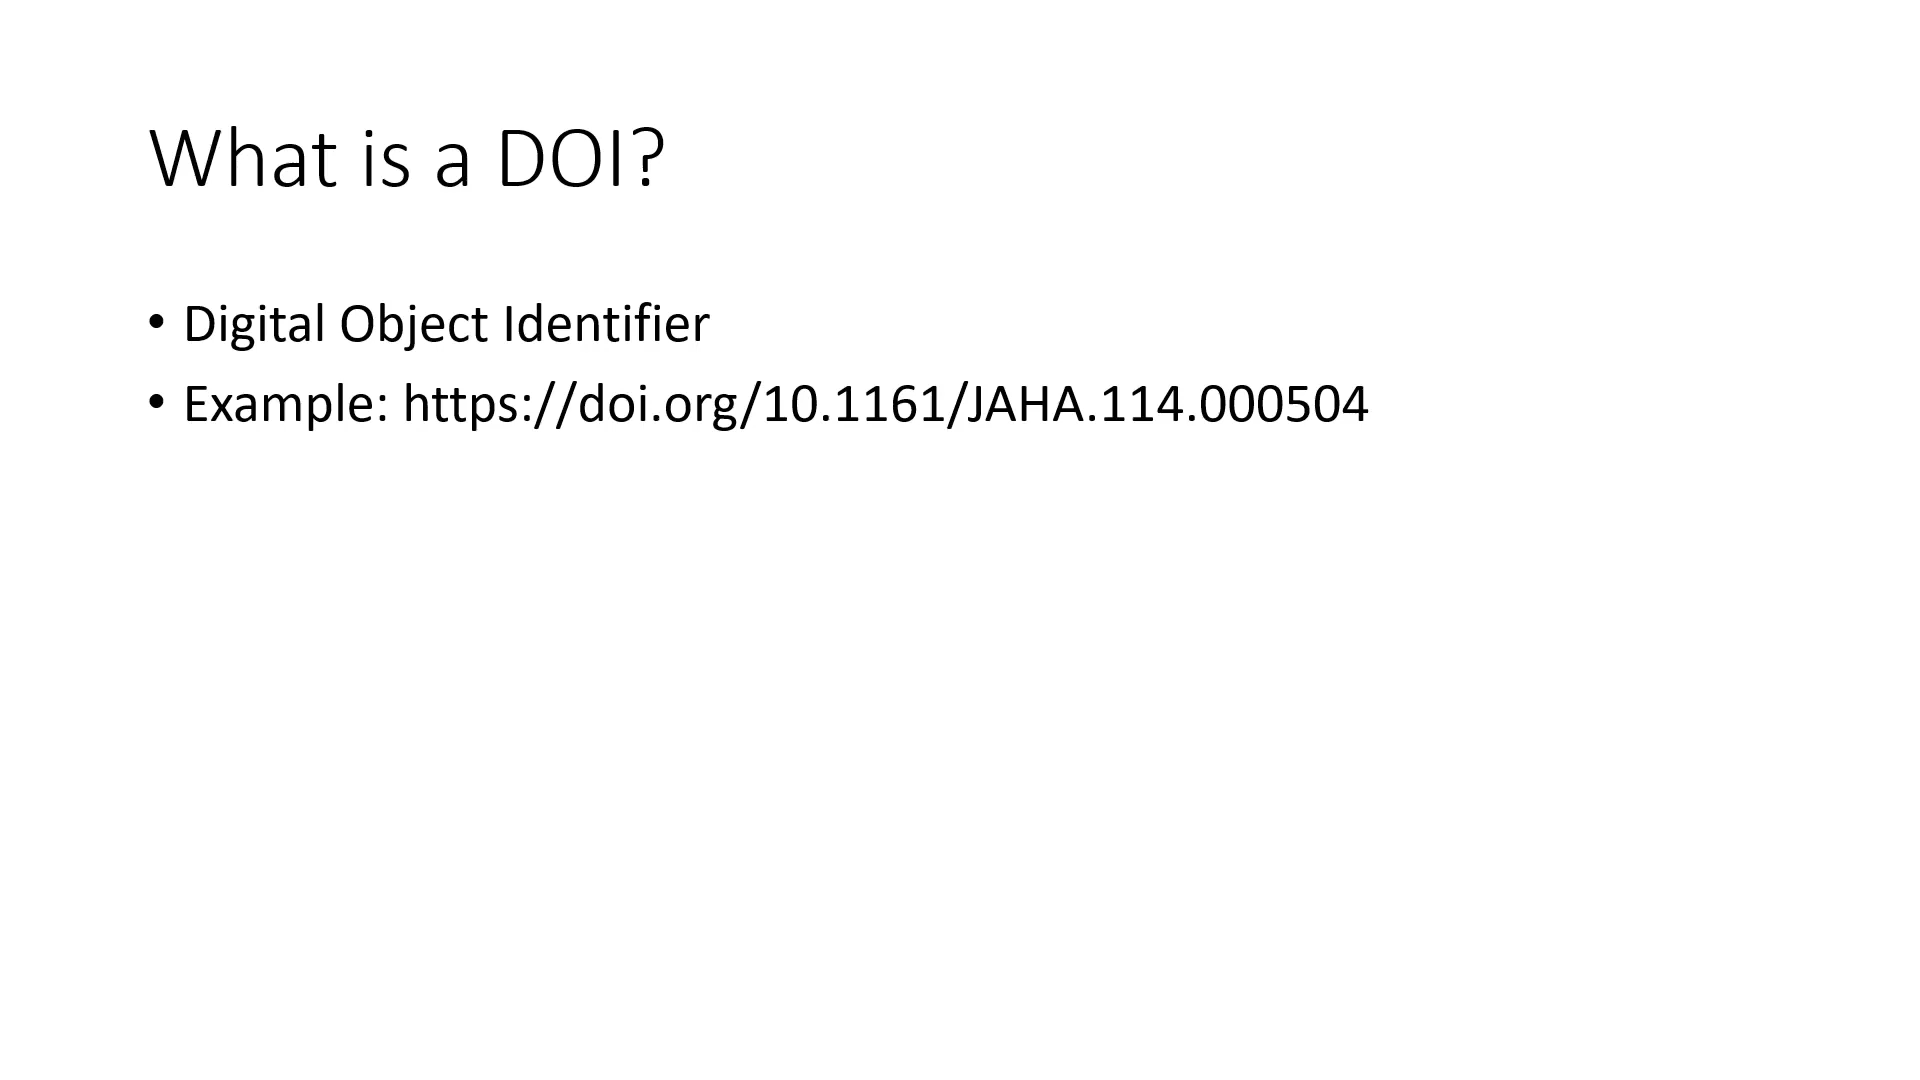 What is a DOI?
• Digital Object Identifier
• Example: https://doi.org/10.1161/JAHA.114.000504